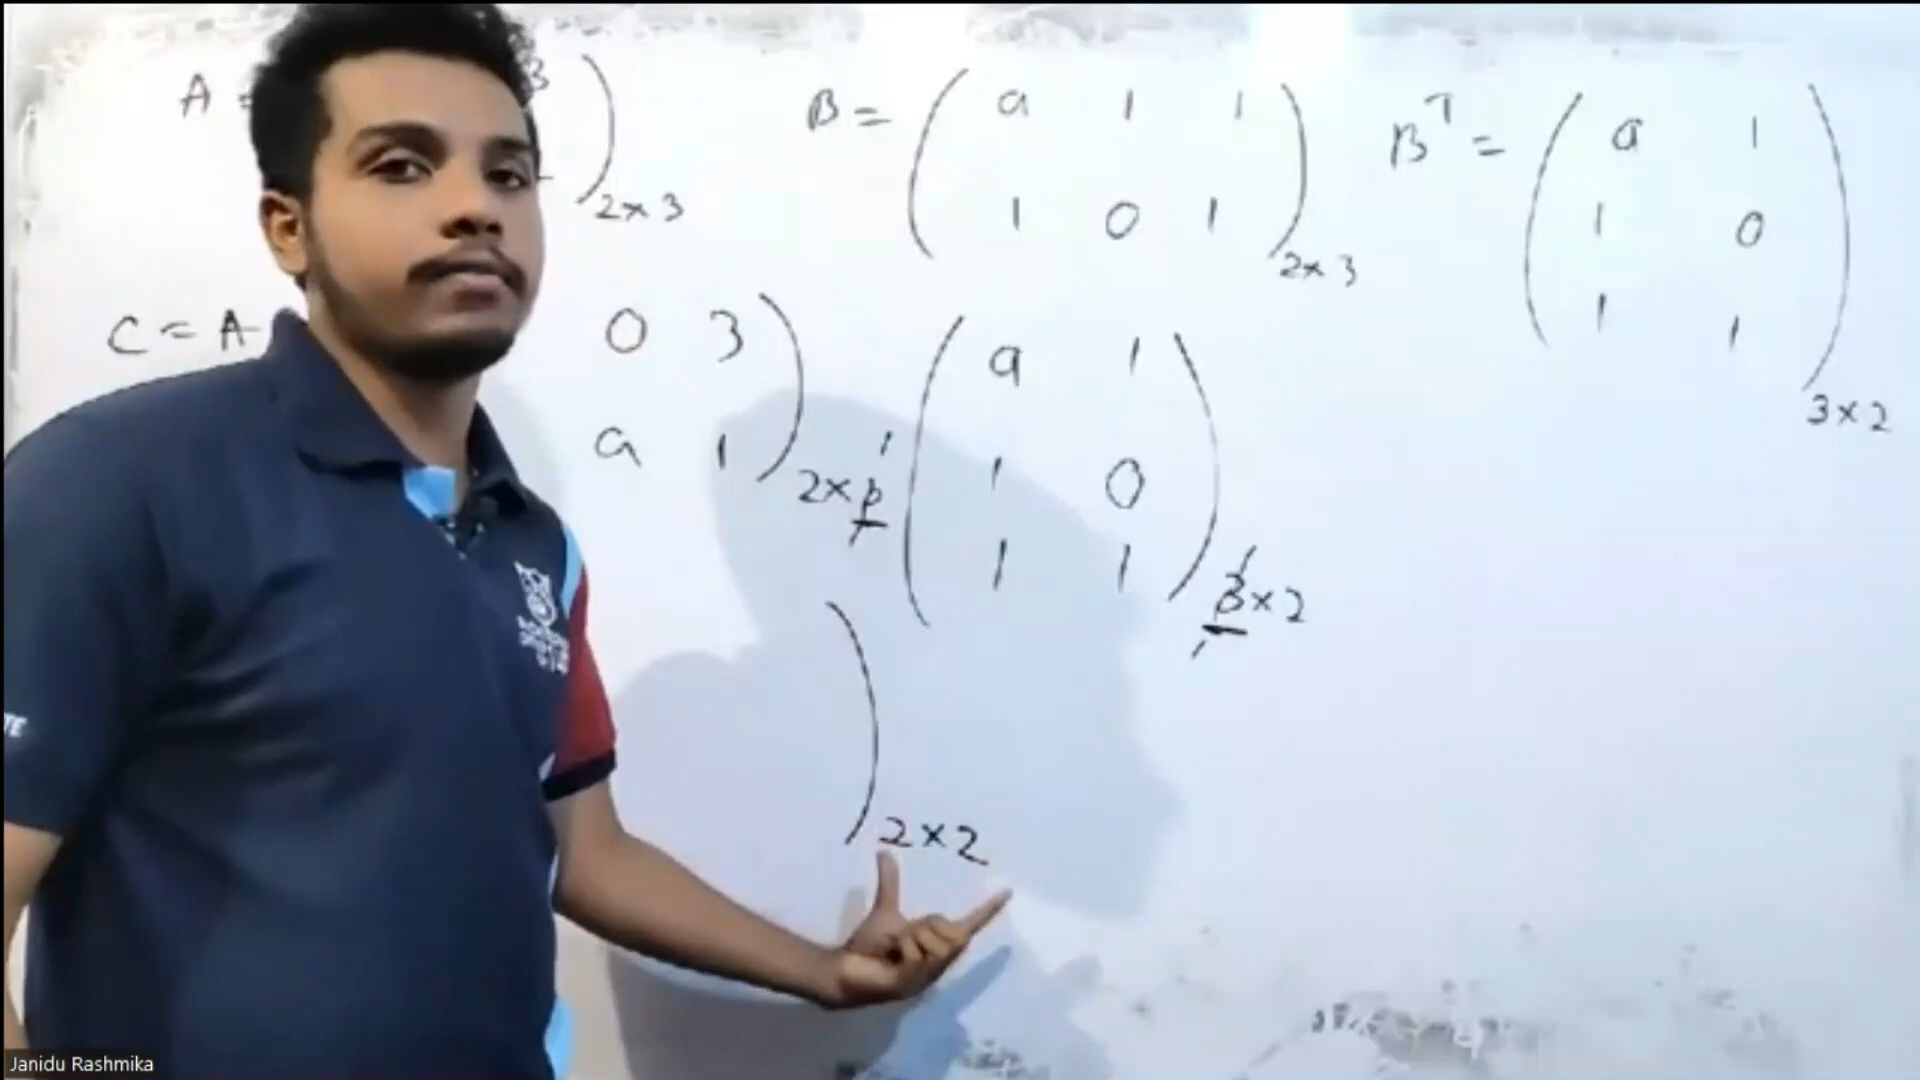 A = 3 )2×3
B = ( a 1 1
1 0 1 )2×3
Bᵀ = ( a 1
1 0
1 1 )3×2
C = A 0 3
a 1 )2×
( a 1
1 0
1 1 )3×2
)2×2
TE
Janidu Rashmika